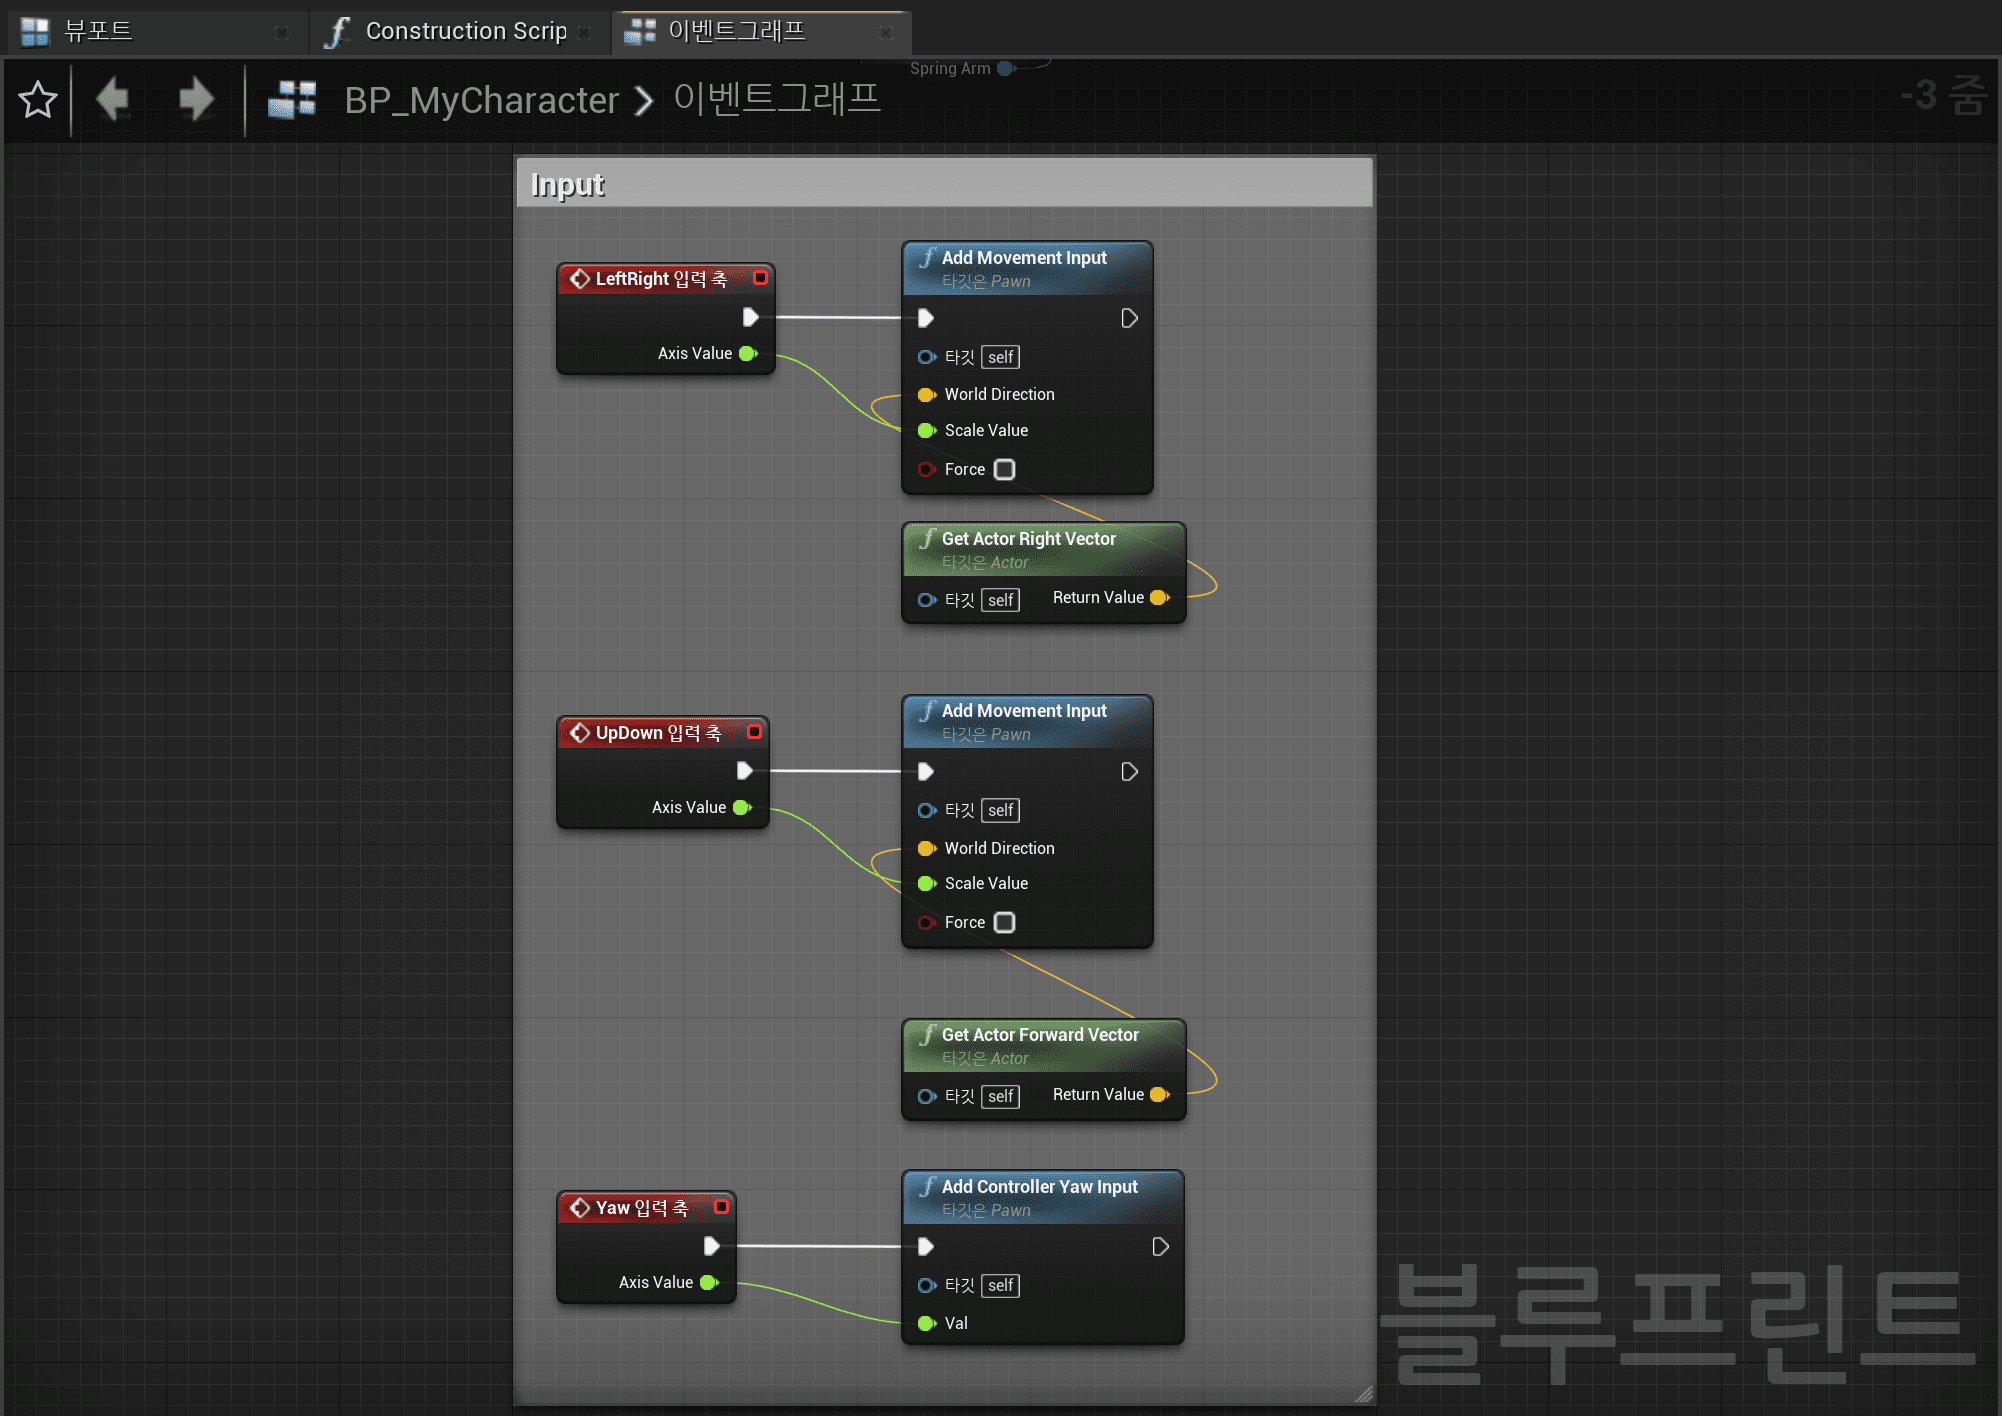 뷰포트
Construction Scrip
이벤트그래프
Spring Arm
BP_MyCharacter > 이벤트그래프
-3 줌
Input
LeftRight 입력 축
Axis Value
Add Movement Input
타깃은 Pawn
타깃 self
World Direction
Scale Value
Force
Get Actor Right Vector
타깃은 Actor
타깃 self
Return Value
UpDown 입력 축
Axis Value
Add Movement Input
타깃은 Pawn
타깃 self
World Direction
Scale Value
Force
Get Actor Forward Vector
타깃은 Actor
타깃 self
Return Value
Yaw 입력 축
Axis Value
Add Controller Yaw Input
타깃은 Pawn
타깃 self
Val
블루프린트